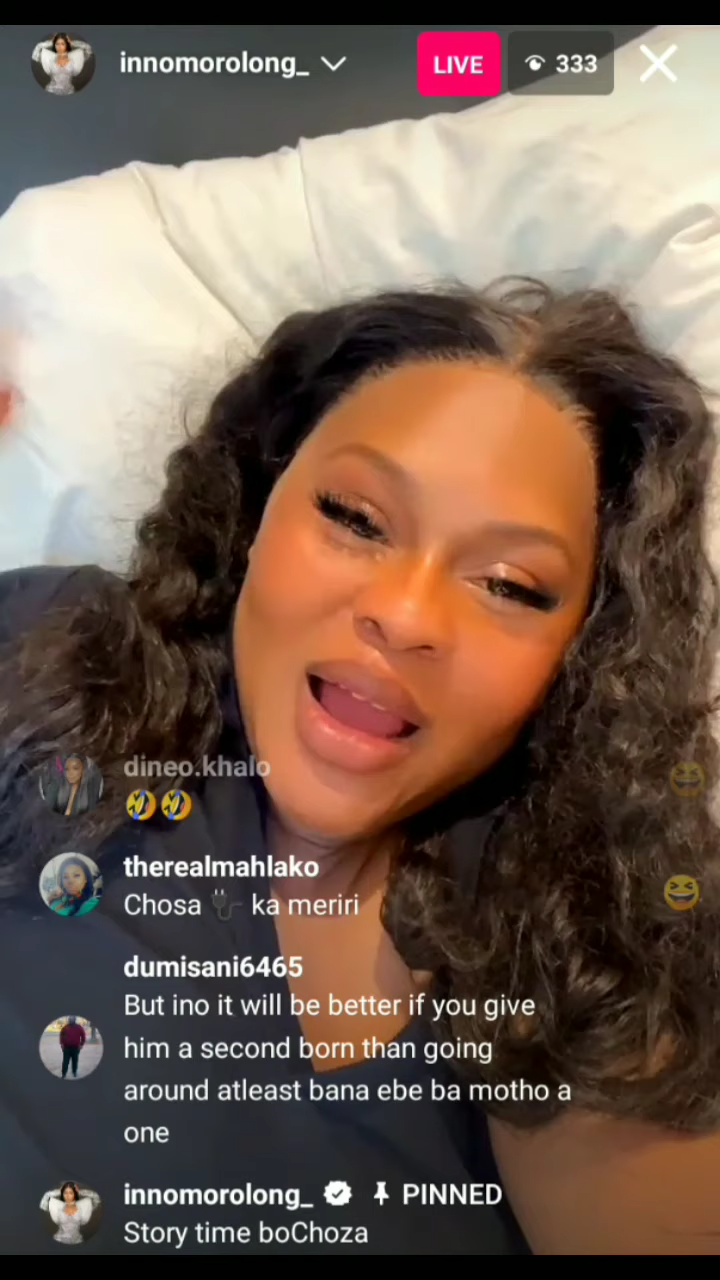 innomorolong_
LIVE
333
dineo.khalo
🤣🤣
therealmahlako
Chosa 🔌 ka meriri
dumisani6465
But ino it will be better if you give
him a second born than going
around atleast bana ebe ba motho a
one
innomorolong_ PINNED
Story time boChoza